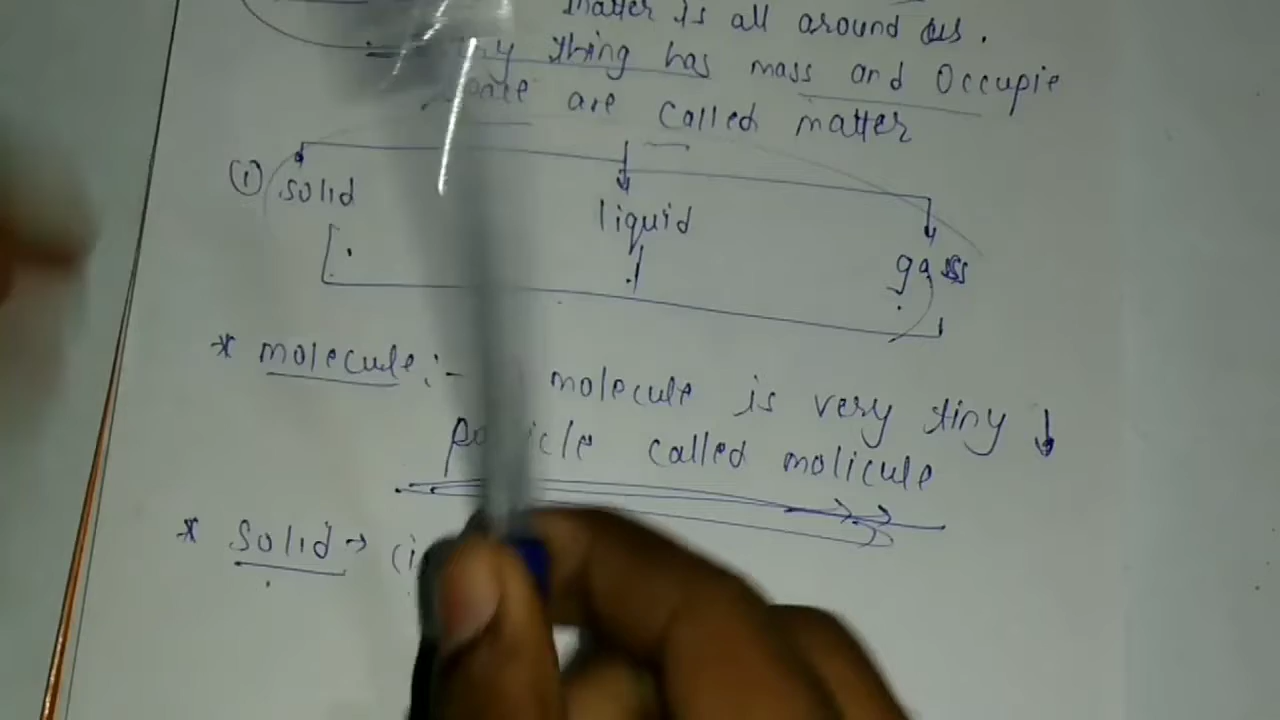 matter is all around us.
thing has mass and occupie
are called matter
① solid
liquid
gass
* molecule:- molecule is very tiny ↓
called molicule
* Solid → (i